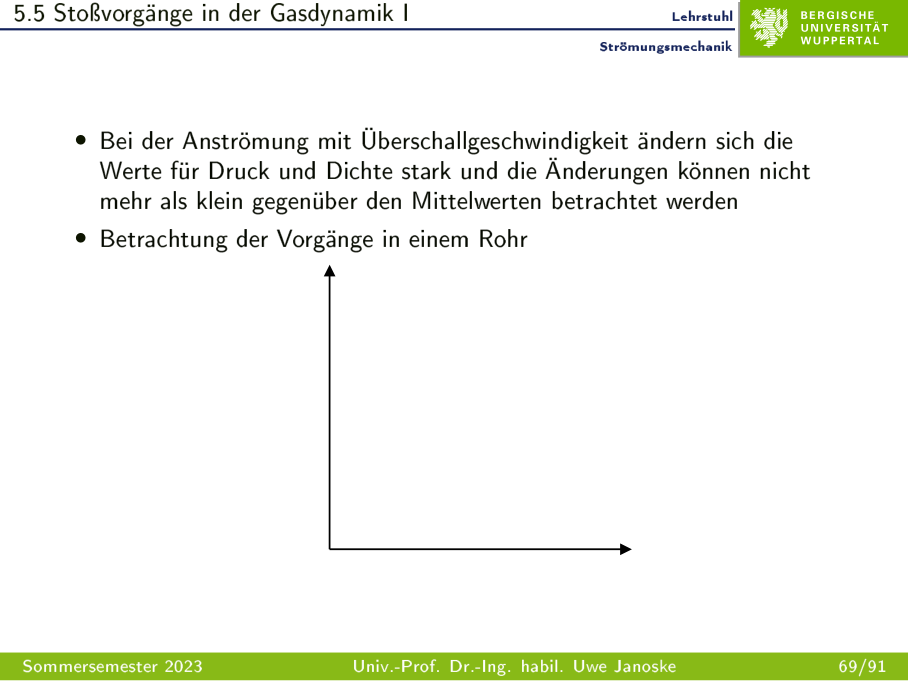 5.5 Stoßvorgänge in der Gasdynamik I
Lehrstuhl
Strömungsmechanik
BERGISCHE
UNIVERSITÄT
WUPPERTAL
• Bei der Anströmung mit Überschallgeschwindigkeit ändern sich die
Werte für Druck und Dichte stark und die Änderungen können nicht
mehr als klein gegenüber den Mittelwerten betrachtet werden
• Betrachtung der Vorgänge in einem Rohr
Sommersemester 2023 Univ.-Prof. Dr.-Ing. habil. Uwe Janoske 69/91